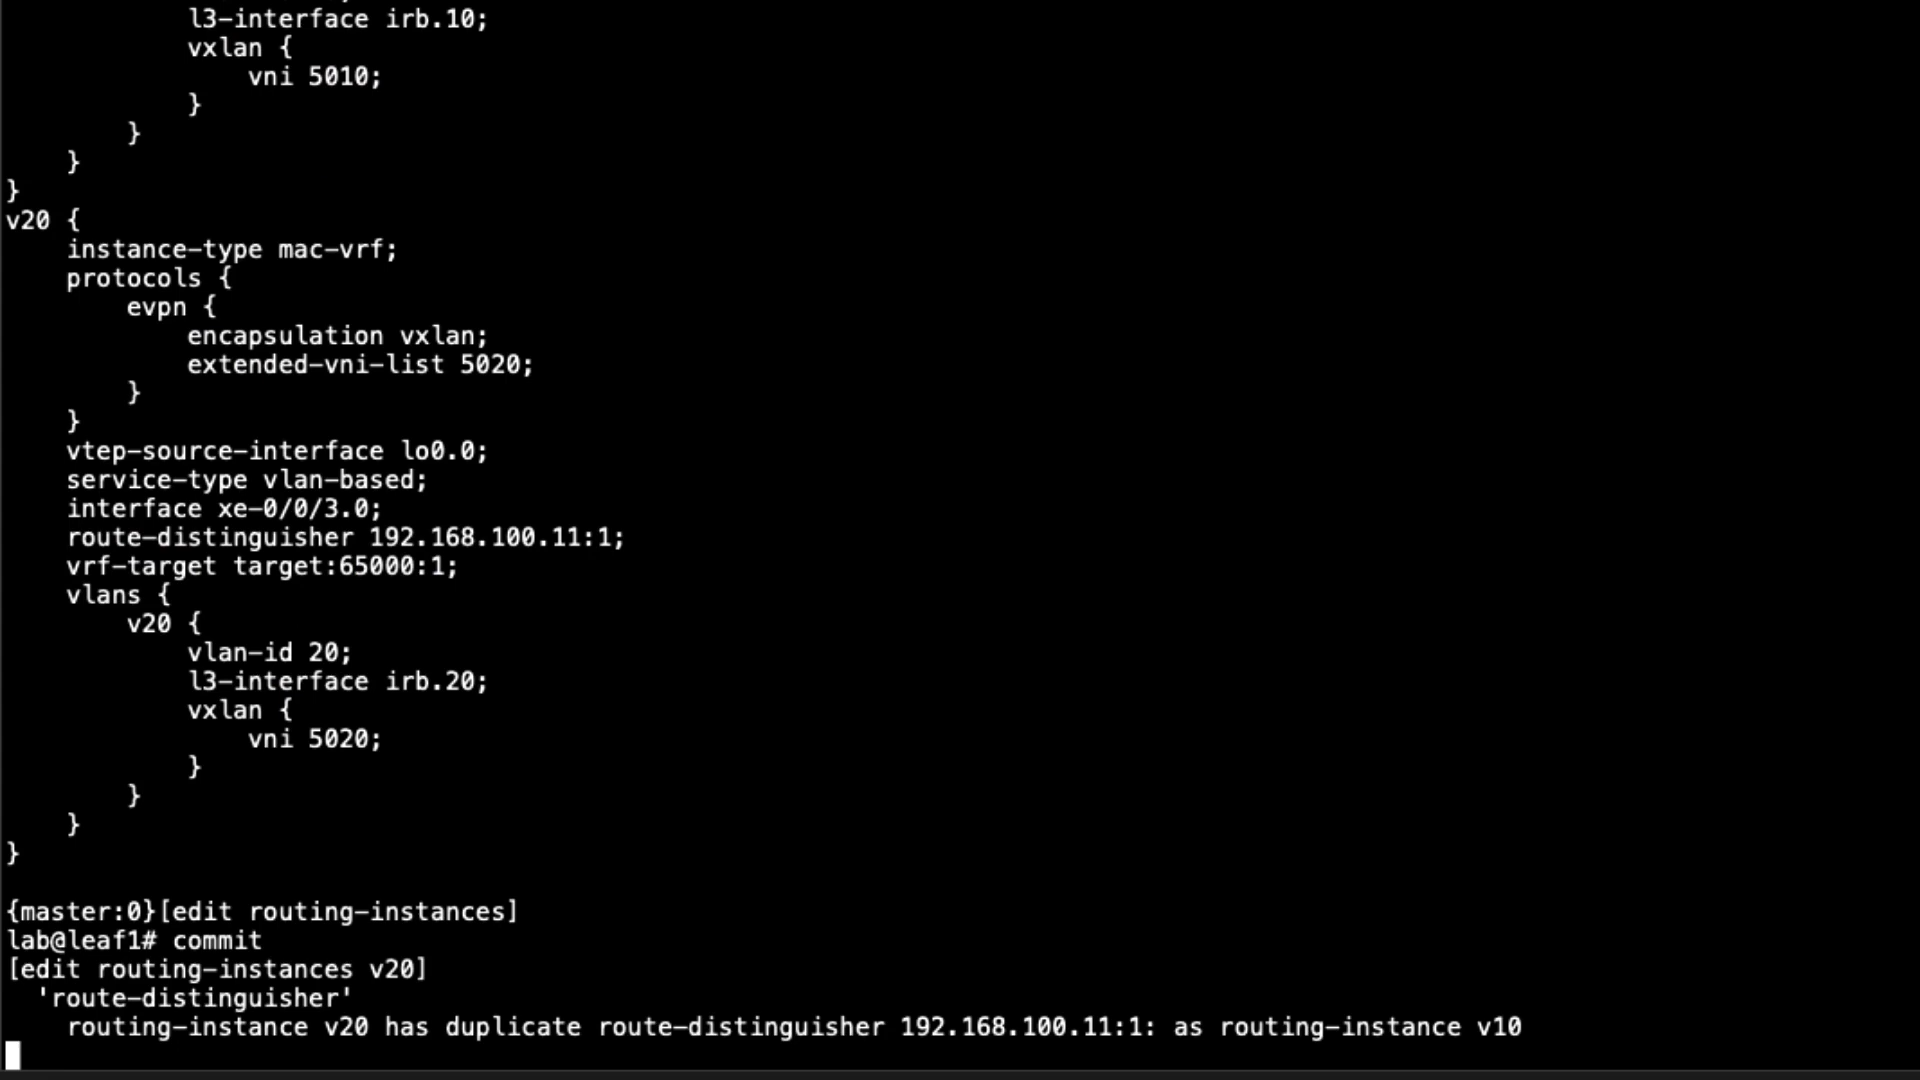 l3-interface irb.10;
vxlan {
vni 5010;
}
}
}
}
v20 {
instance-type mac-vrf;
protocols {
evpn {
encapsulation vxlan;
extended-vni-list 5020;
}
}
vtep-source-interface lo0.0;
service-type vlan-based;
interface xe-0/0/3.0;
route-distinguisher 192.168.100.11:1;
vrf-target target:65000:1;
vlans {
v20 {
vlan-id 20;
l3-interface irb.20;
vxlan {
vni 5020;
}
}
}
}
{master:0}[edit routing-instances]
lab@leaf1# commit
[edit routing-instances v20]
'route-distinguisher'
routing-instance v20 has duplicate route-distinguisher 192.168.100.11:1: as routing-instance v10